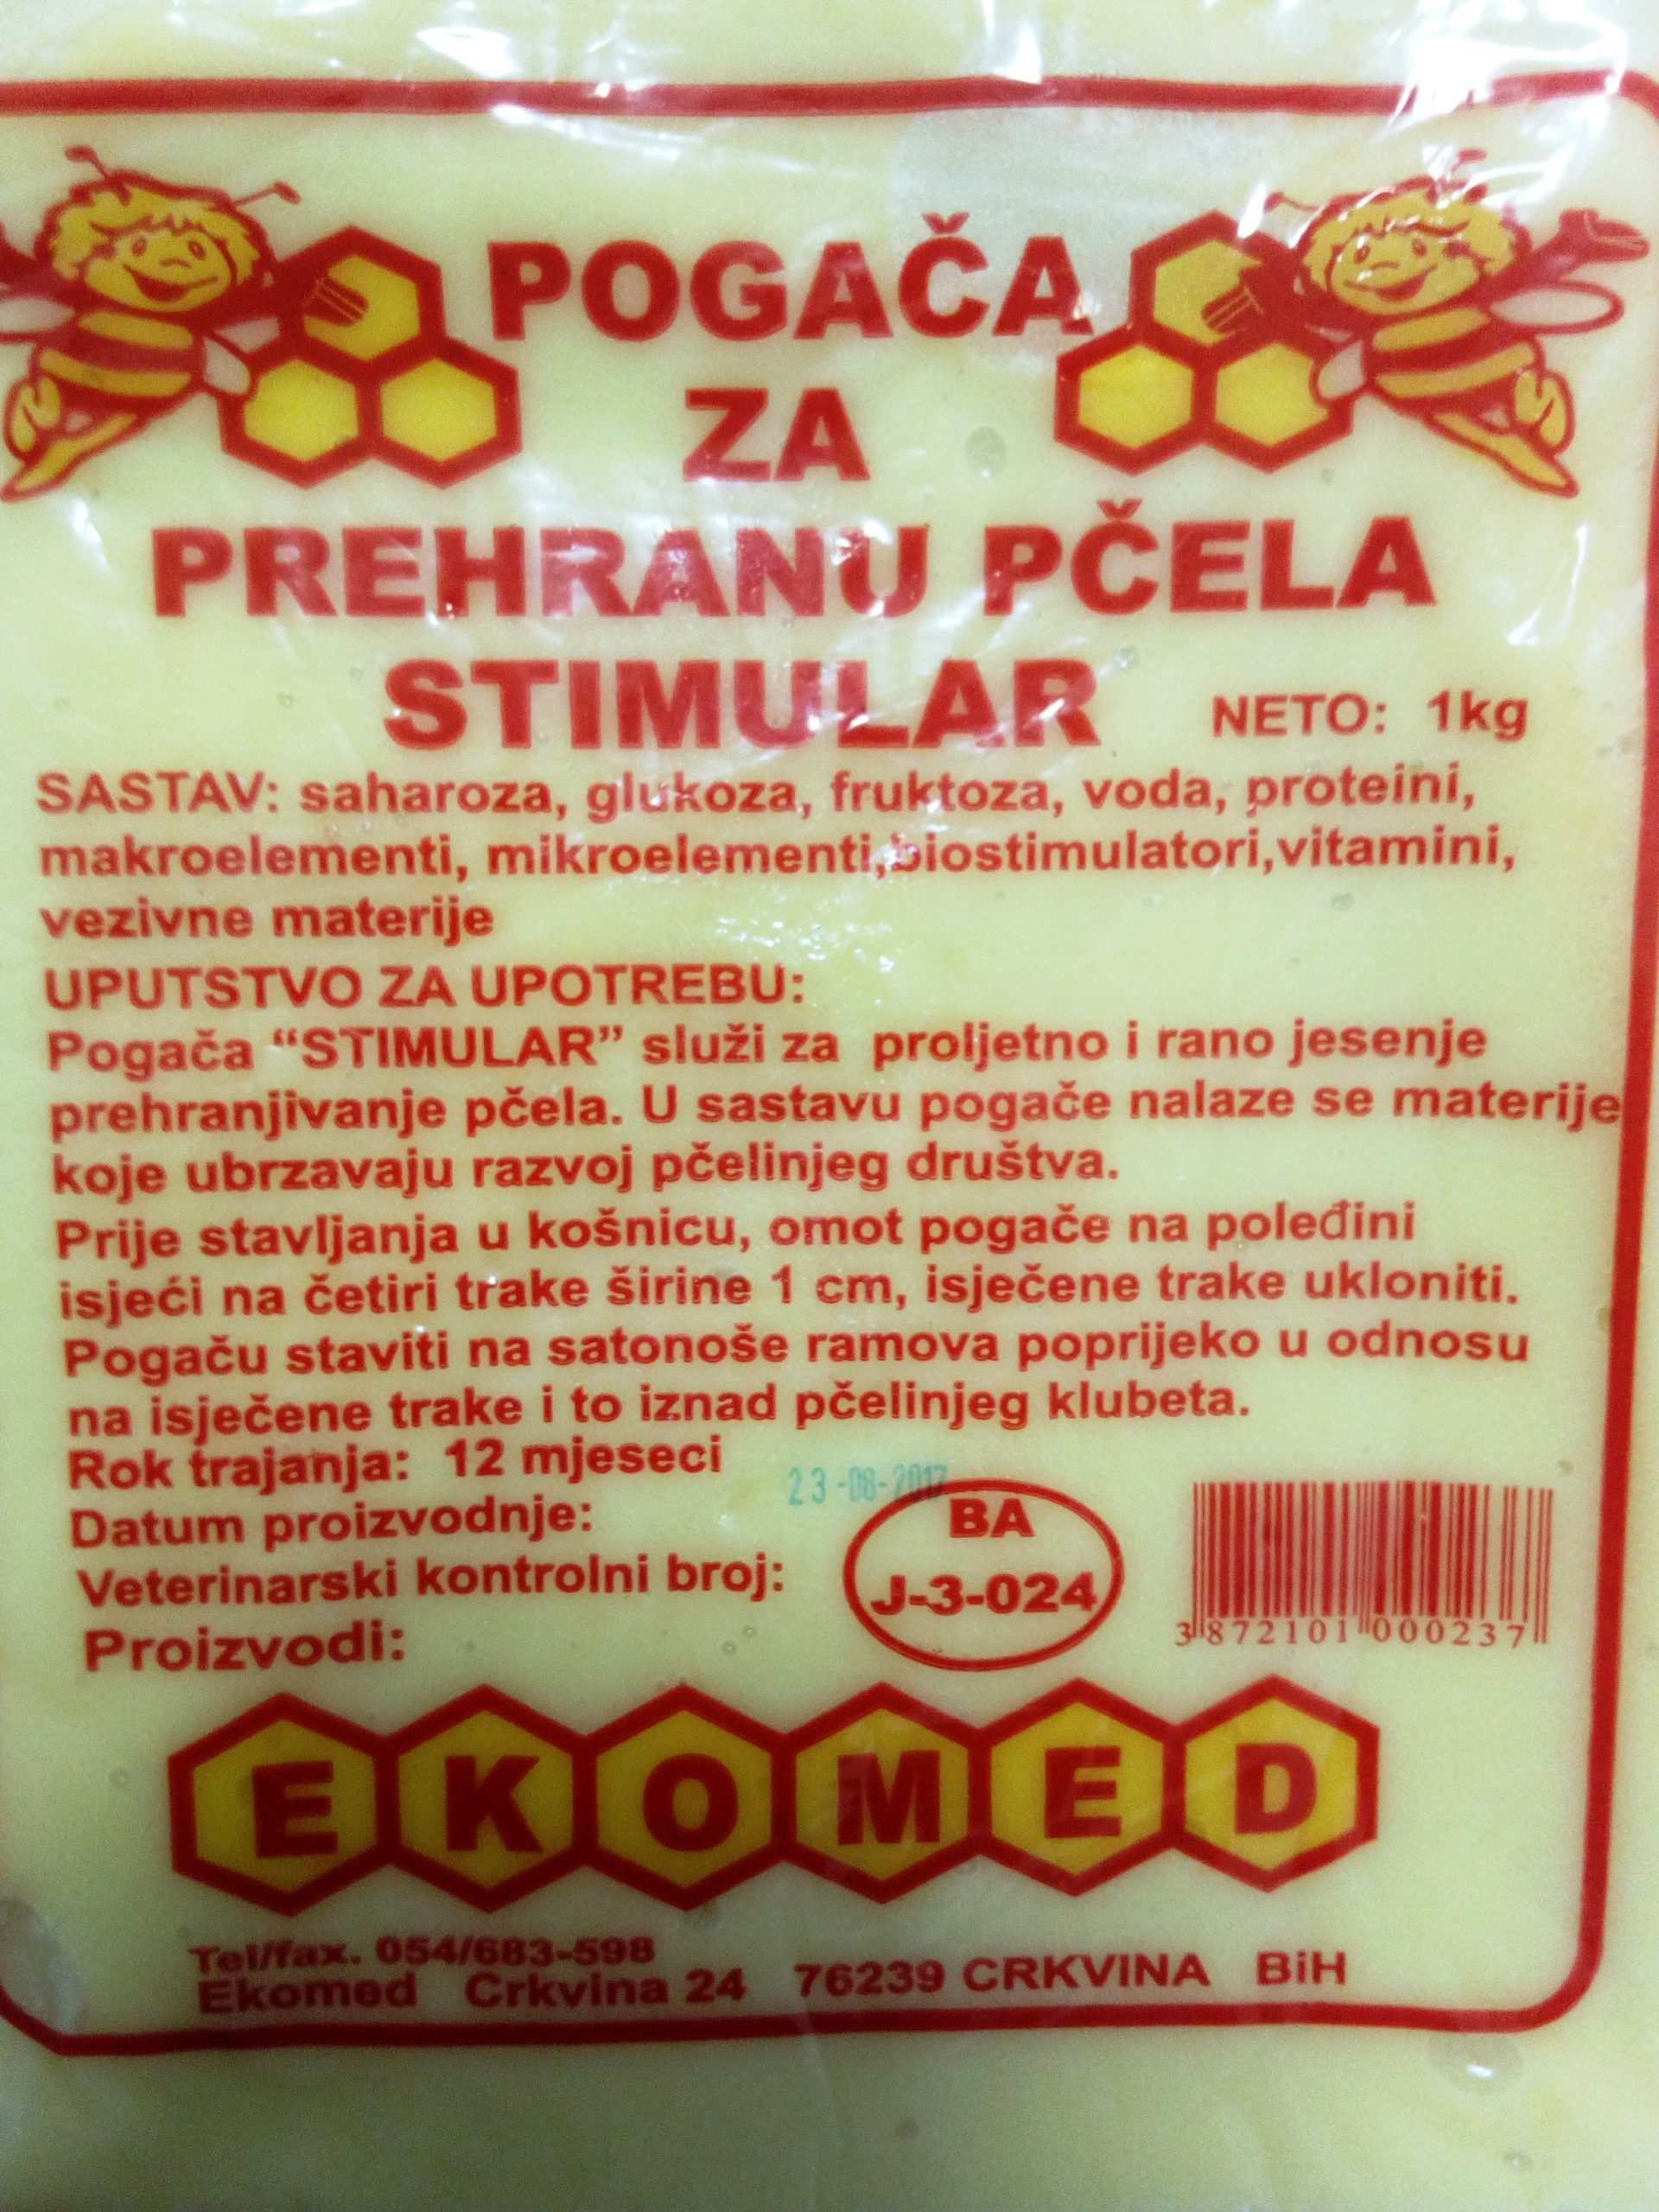 POGAČA
ZA
PREHRANU PČELA
STIMULAR NETO: 1kg
SASTAV: saharoza, glukoza, fruktoza, voda, proteini,
makroelementi, mikroelementi,biostimulatori,vitamini,
vezivne materije
UPUTSTVO ZA UPOTREBU:
Pogača “STIMULAR” služi za proljetno i rano jesenje
prehranjivanje pčela. U sastavu pogače nalaze se materije
koje ubrzavaju razvoj pčelinjeg društva.
Prije stavljanja u košnicu, omot pogače na poleđini
isjeći na četiri trake širine 1 cm, isječene trake ukloniti.
Pogaču staviti na satonoše ramova poprijeko u odnosu
na isječene trake i to iznad pčelinjeg klubeta.
Rok trajanja: 12 mjeseci
23-08-2017
Datum proizvodnje:
BA
Veterinarski kontrolni broj:
J-3-024
3 872101 000237
Proizvodi:
EKOMED
Tel/fax. 054/683-598
Ekomed Crkvina 24 76239 CRKVINA BiH